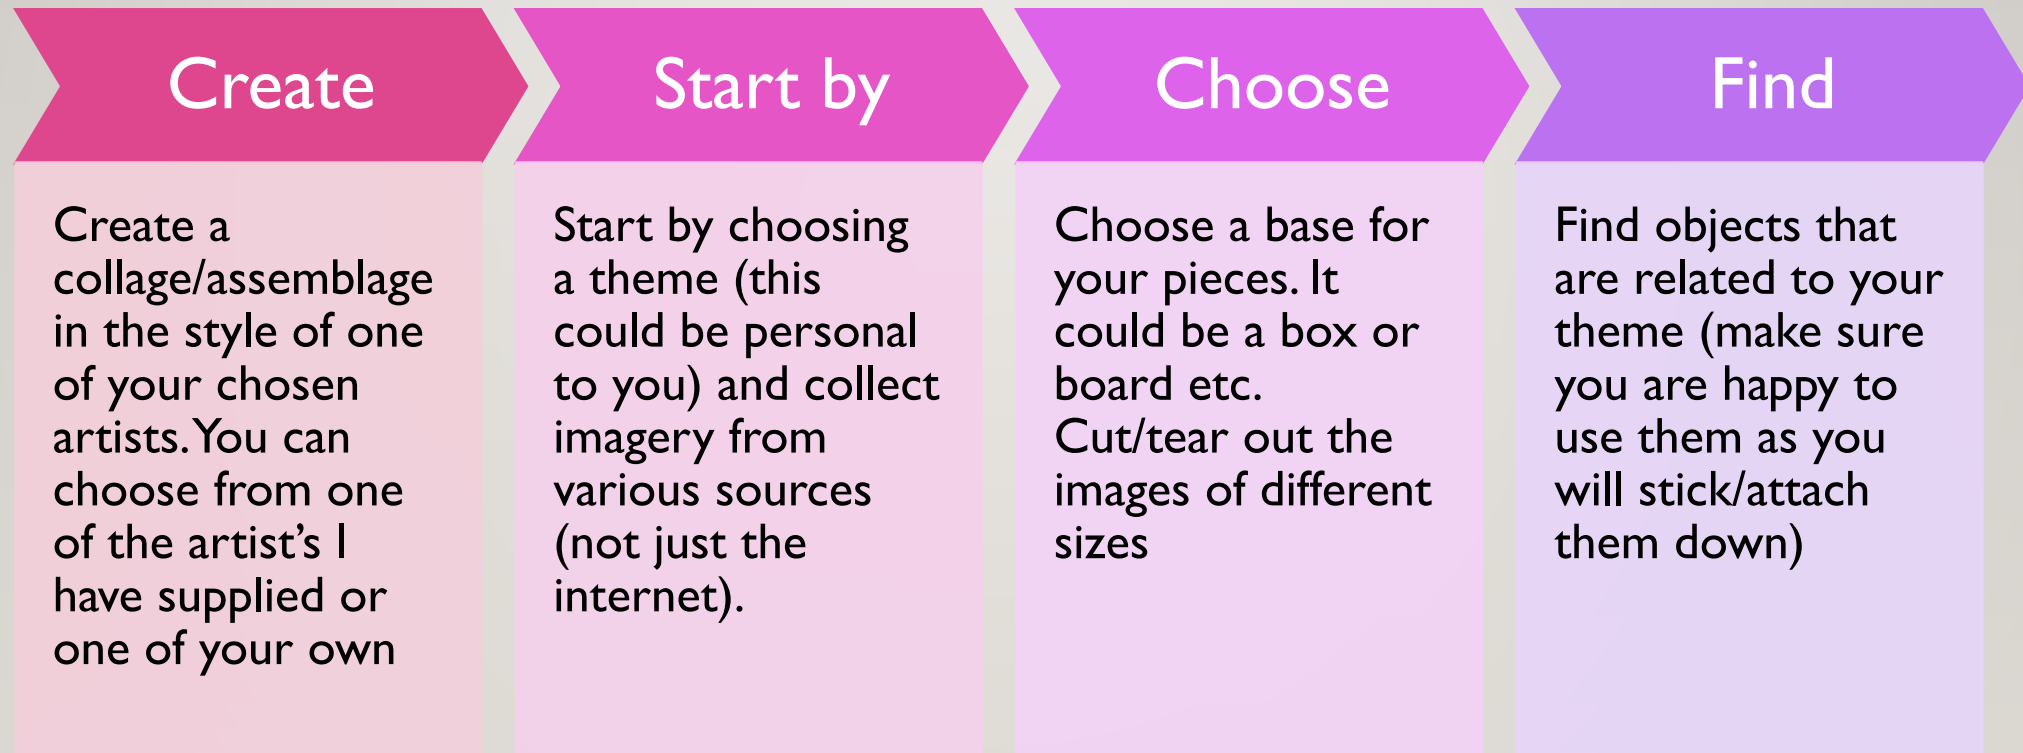 Create
Create a
collage/assemblage
in the style of one
of your chosen
artists. You can
choose from one
of the artist’s I
have supplied or
one of your own
Start by
Start by choosing
a theme (this
could be personal
to you) and collect
imagery from
various sources
(not just the
internet).
Choose
Choose a base for
your pieces. It
could be a box or
board etc.
Cut/tear out the
images of different
sizes
Find
Find objects that
are related to your
theme (make sure
you are happy to
use them as you
will stick/attach
them down)